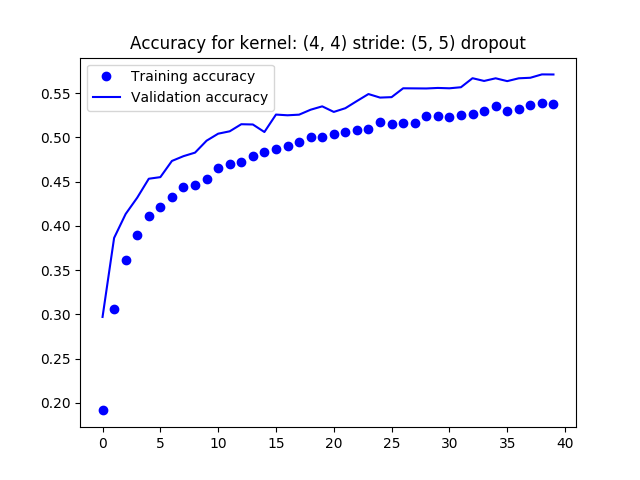 Accuracy for kernel: (4, 4) stride: (5, 5) dropout
Training accuracy
Validation accuracy
0.55
0.50
0.45
0.40
0.35
0.30
0.25
0.20
0 5 10 15 20 25 30 35 40